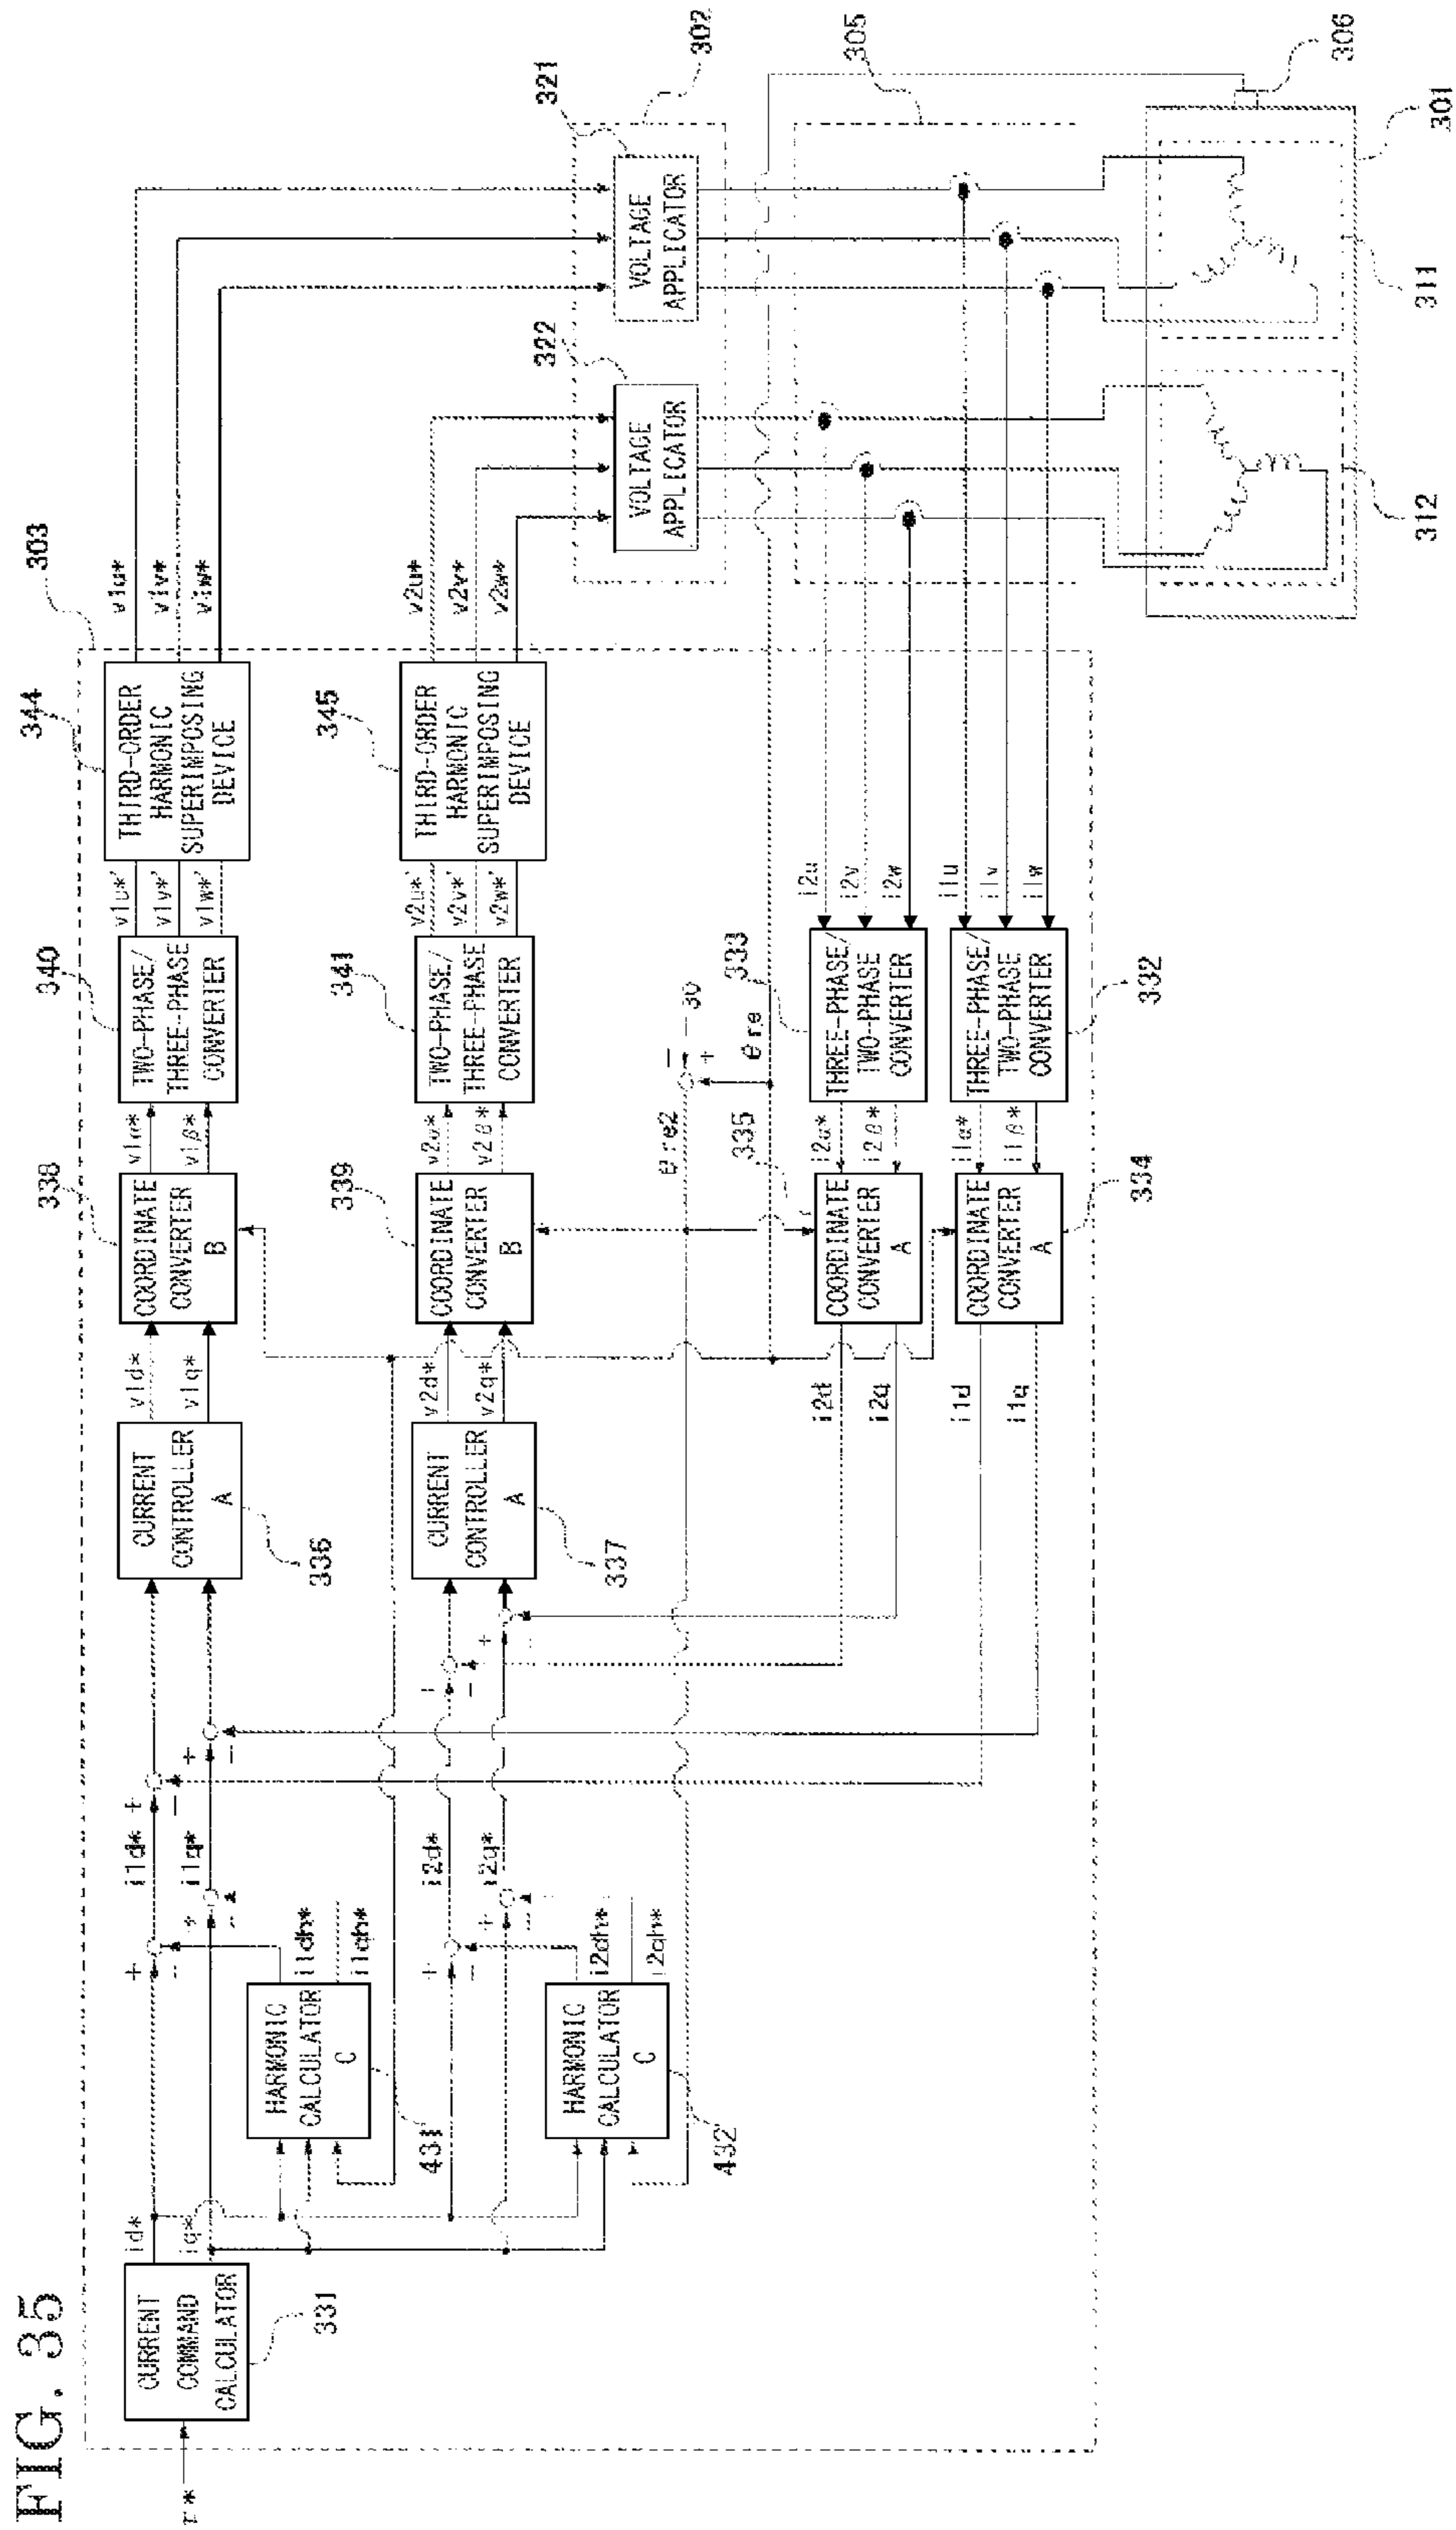 FIG. 35
303
344
THIRD-ORDER
HARMONIC
SUPERIMPOSING
DEVICE
v1u*
v1v*
v1w*
340
TWO-PHASE/
THREE-PHASE
CONVERTER
v1u*'
v1v*'
v1w*'
338
COORDINATE
CONVERTER
B
v1α*
v1β*
CURRENT
CONTROLLER
A
336
v1d*
v1q*
i1d*
i1q*
+
−
+
−
+
−
+
id*
iq*
CURRENT
COMMAND
CALCULATOR
331
HARMONIC
CALCULATOR
C
431
i1dh*
i1qh*
345
THIRD-ORDER
HARMONIC
SUPERIMPOSING
DEVICE
v2u*
v2v*
v2w*
341
TWO-PHASE/
THREE-PHASE
CONVERTER
v2u*'
v2v*'
v2w*'
339
COORDINATE
CONVERTER
B
v2α*
v2β*
CURRENT
CONTROLLER
A
337
v2d*
v2q*
i2d*
i2q*
+
−
+
+
−
+
HARMONIC
CALCULATOR
C
432
i2dh*
i2qh*
θre2
−
30
+
θre
333
THREE-PHASE/
TWO-PHASE
CONVERTER
i2u
i2v
i2w
335
COORDINATE
CONVERTER
A
i2α*
i2β*
i2d
i2q
THREE-PHASE/
TWO-PHASE
CONVERTER
332
i1u
i1v
i1w
COORDINATE
CONVERTER
A
334
i1α*
i1β*
i1d
i1q
302
321
VOLTAGE
APPLICATOR
322
VOLTAGE
APPLICATOR
305
306
301
311
312